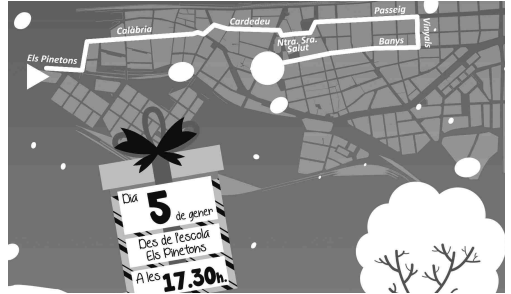 Passeig
Cardedeu
Calàbria
Vinyals
Ntra. Sra.
Salut
Banys
Els Pinetons
Dia 5 de gener
Des de l'escola
Els Pinetons
A les 17.30h.